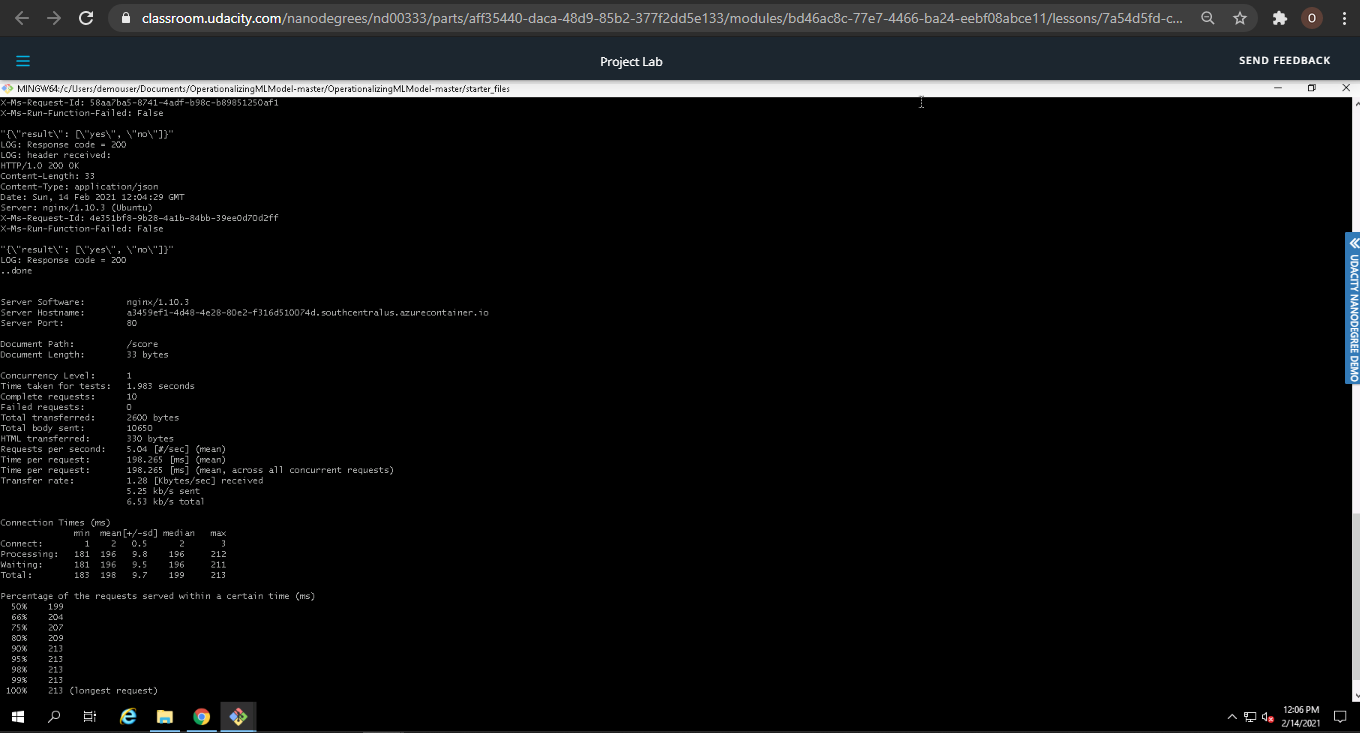 classroom.udacity.com/nanodegrees/nd00333/parts/aff35440-daca-48d9-85b2-377f2dd5e133/modules/bd46ac8c-77e7-4466-ba24-eebf08abce11/lessons/7a54d5fd-c...
O
Project Lab
SEND FEEDBACK
MINGW64:/c/Users/demouser/Documents/OperationalizingMLModel-master/OperationalizingMLModel-master/starter_files
X-Ms-Request-Id: 58aa7ba5-8741-4adf-b98c-b89851250af1
X-Ms-Run-Function-Failed: False
"{\"result\": [\"yes\", \"no\"]}"
LOG: Response code = 200
LOG: header received:
HTTP/1.0 200 OK
Content-Length: 33
Content-Type: application/json
Date: Sun, 14 Feb 2021 12:04:29 GMT
Server: nginx/1.10.3 (Ubuntu)
X-Ms-Request-Id: 4e351bf8-9b28-4a1b-84bb-39ee0d70d2ff
X-Ms-Run-Function-Failed: False
"{\"result\": [\"yes\", \"no\"]}"
LOG: Response code = 200
..done
Server Software: nginx/1.10.3
Server Hostname: a3459ef1-4d48-4e28-80e2-f316d510074d.southcentralus.azurecontainer.io
Server Port: 80
Document Path: /score
Document Length: 33 bytes
Concurrency Level: 1
Time taken for tests: 1.983 seconds
Complete requests: 10
Failed requests: 0
Total transferred: 2600 bytes
Total body sent: 10650
HTML transferred: 330 bytes
Requests per second: 5.04 [#/sec] (mean)
Time per request: 198.265 [ms] (mean)
Time per request: 198.265 [ms] (mean, across all concurrent requests)
Transfer rate: 1.28 [Kbytes/sec] received
5.25 kb/s sent
6.53 kb/s total
Connection Times (ms)
min mean[+/-sd] median max
Connect: 1 2 0.5 2 3
Processing: 181 196 9.8 196 212
Waiting: 181 196 9.5 196 211
Total: 183 198 9.7 199 213
Percentage of the requests served within a certain time (ms)
50% 199
66% 204
75% 207
80% 209
90% 213
95% 213
98% 213
99% 213
100% 213 (longest request)
UDACITY NANODEGREE DEMO
12:06 PM
2/14/2021